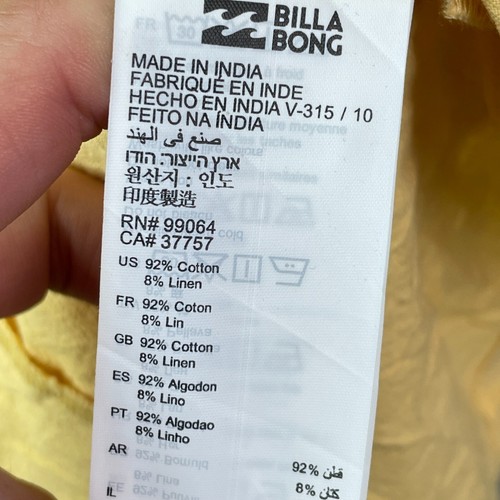 BILLA
BONG
MADE IN INDIA
FABRIQUÉ EN INDE
HECHO EN INDIA V-315 / 10
FEITO NA ÍNDIA
صنع في الهند
ארץ הייצור: הודו
원산지 : 인도
印度製造
RN# 99064
CA# 37757
US 92% Cotton
8% Linen
FR 92% Coton
8% Lin
GB 92% Cotton
8% Linen
ES 92% Algodon
8% Lino
PT 92% Algodao
8% Linho
AR 92% قطن
8% كتان
IL